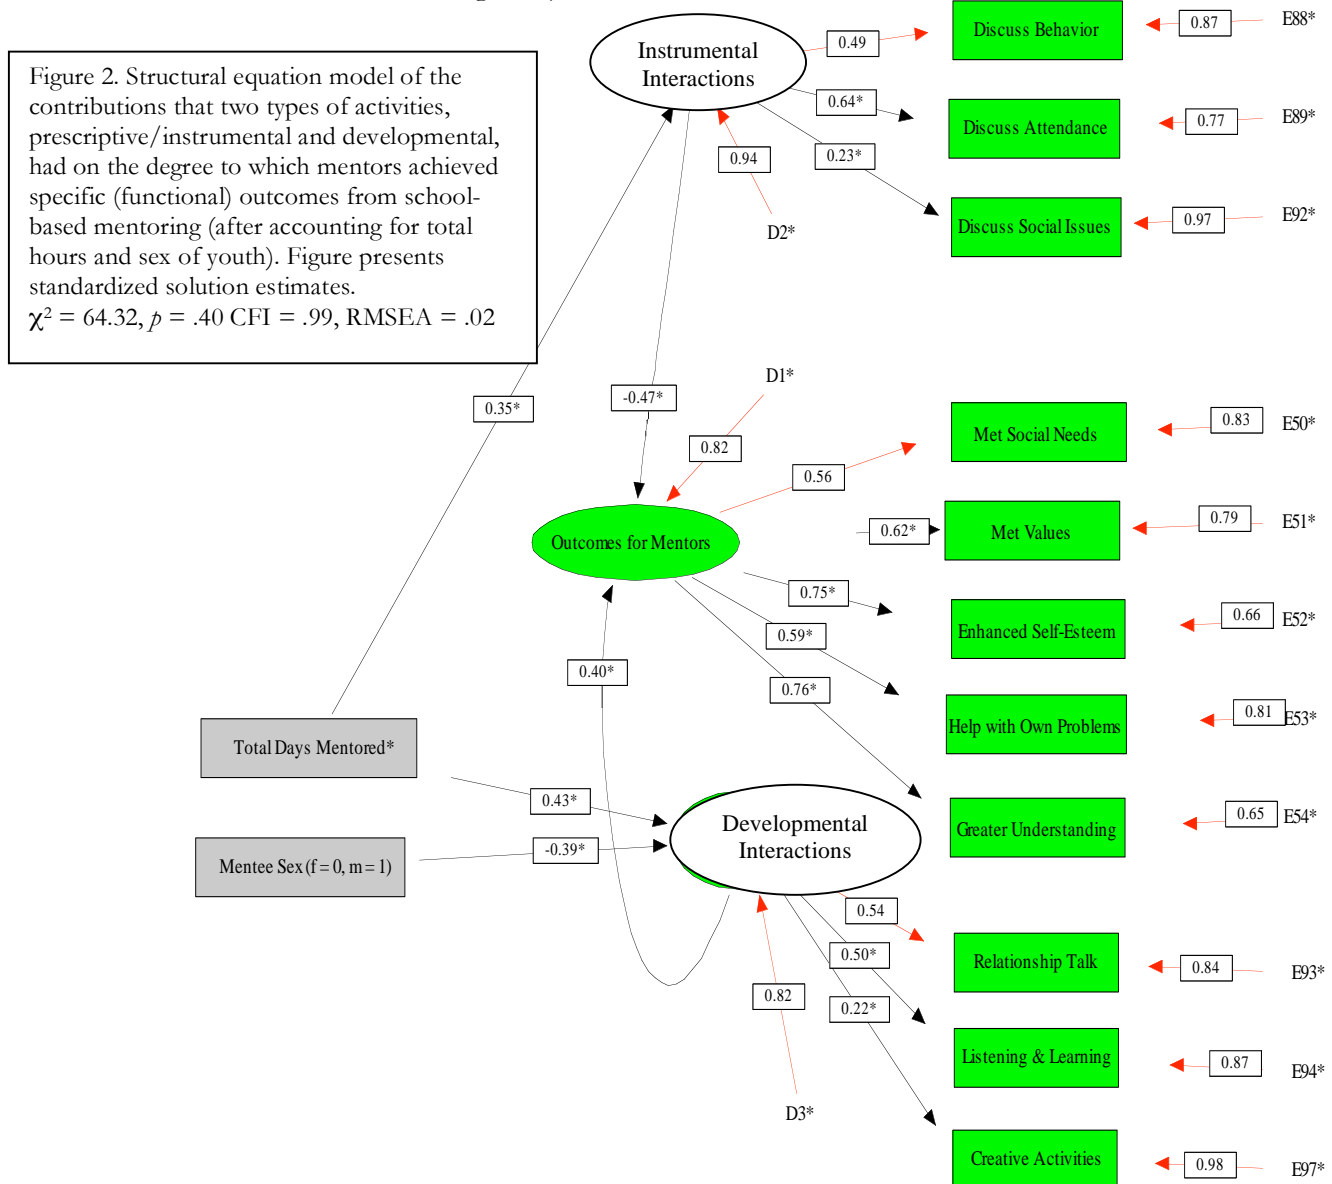 Figure 2. Structural equation model of the
contributions that two types of activities,
prescriptive/instrumental and developmental,
had on the degree to which mentors achieved
specific (functional) outcomes from school-
based mentoring (after accounting for total
hours and sex of youth). Figure presents
standardized solution estimates.
χ² = 64.32, p = .40 CFI = .99, RMSEA = .02
Instrumental
Interactions
0.49
Discuss Behavior
0.87
E88*
0.64*
Discuss Attendance
0.77
E89*
0.23*
Discuss Social Issues
0.97
E92*
0.94
D2*
0.35*
-0.47*
D1*
0.82
0.56
Met Social Needs
0.83
E50*
Outcomes for Mentors
0.62*
Met Values
0.79
E51*
0.75*
Enhanced Self-Esteem
0.66
E52*
0.59*
Help with Own Problems
0.81
E53*
0.76*
Greater Understanding
0.65
E54*
0.40*
Total Days Mentored*
0.43*
Mentee Sex (f = 0, m = 1)
-0.39*
Developmental
Interactions
0.54
Relationship Talk
0.84
E93*
0.50*
Listening & Learning
0.87
E94*
0.22*
Creative Activities
0.98
E97*
0.82
D3*